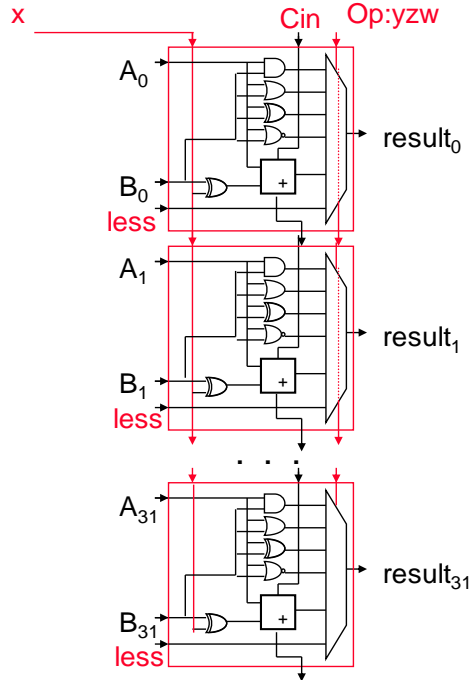 x Cin Op:yzw
A0
result0
+
B0
less
A1
result1
+
B1
less
. . .
A31
result31
+
B31
less